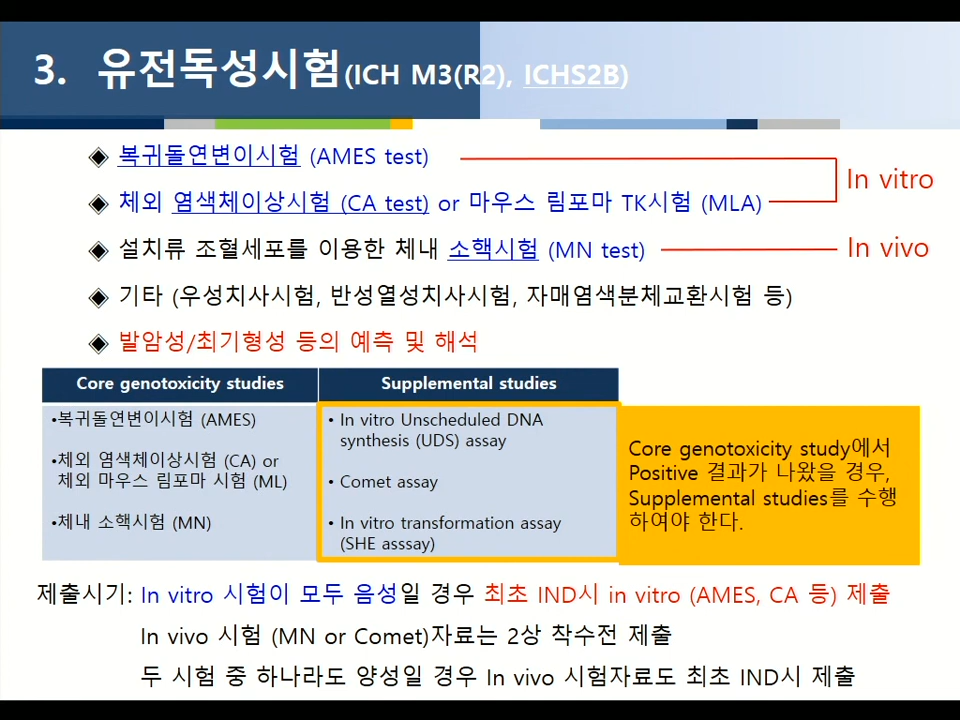 3. 유전독성시험(ICH M3(R2), ICHS2B)
◈ 복귀돌연변이시험 (AMES test)
◈ 체외 염색체이상시험 (CA test) or 마우스 림포마 TK시험 (MLA)
In vitro
◈ 설치류 조혈세포를 이용한 체내 소핵시험 (MN test)
In vivo
◈ 기타 (우성치사시험, 반성열성치사시험, 자매염색분체교환시험 등)
◈ 발암성/최기형성 등의 예측 및 해석
Core genotoxicity studies
•복귀돌연변이시험 (AMES)
•체외 염색체이상시험 (CA) or
체외 마우스 림포마 시험 (ML)
•체내 소핵시험 (MN)
Supplemental studies
• In vitro Unscheduled DNA
synthesis (UDS) assay
• Comet assay
• In vitro transformation assay
(SHE asssay)
Core genotoxicity study에서
Positive 결과가 나왔을 경우,
Supplemental studies를 수행
하여야 한다.
제출시기: In vitro 시험이 모두 음성일 경우 최초 IND시 in vitro (AMES, CA 등) 제출
In vivo 시험 (MN or Comet)자료는 2상 착수전 제출
두 시험 중 하나라도 양성일 경우 In vivo 시험자료도 최초 IND시 제출